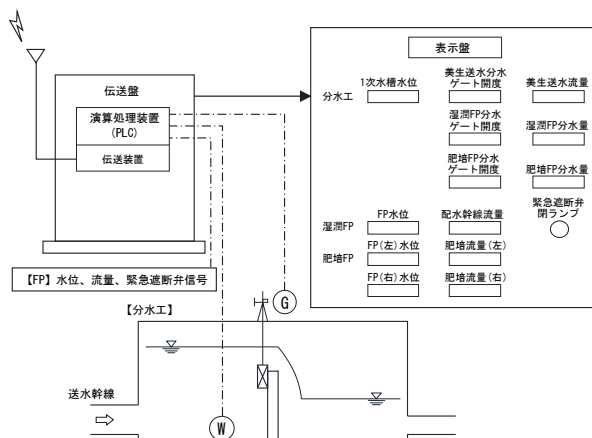 伝送盤
演算処理装置
(PLC)
伝送装置
【FP】水位、流量、緊急遮断弁信号
表示盤
分水工
1次水槽水位
美生送水分水
ゲート開度
美生送水流量
湿潤FP分水
ゲート開度
湿潤FP分水量
肥培FP分水
ゲート開度
肥培FP分水量
緊急遮断弁
閉ランプ
湿潤FP
FP水位
配水幹線流量
肥培FP
FP(左)水位
肥培流量(左)
FP(右)水位
肥培流量(右)
【分水工】
G
送水幹線
W